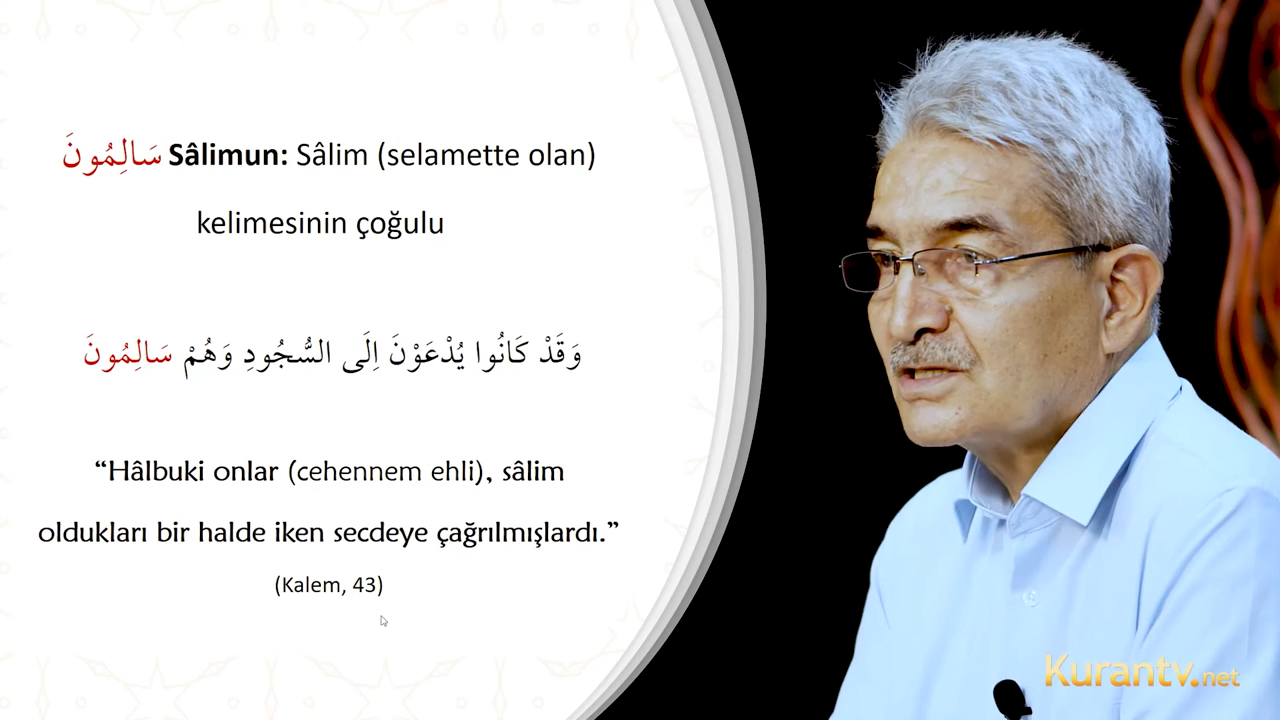 سَالِمُونَ Sâlimun: Sâlim (selamette olan)
kelimesinin çoğulu
وَقَدْ كَانُوا يُدْعَوْنَ اِلَى السُّجُودِ وَهُمْ سَالِمُونَ
“Hâlbuki onlar (cehennem ehli), sâlim
oldukları bir halde iken secdeye çağrılmışlardı.”
(Kalem, 43)
Kurantv.net